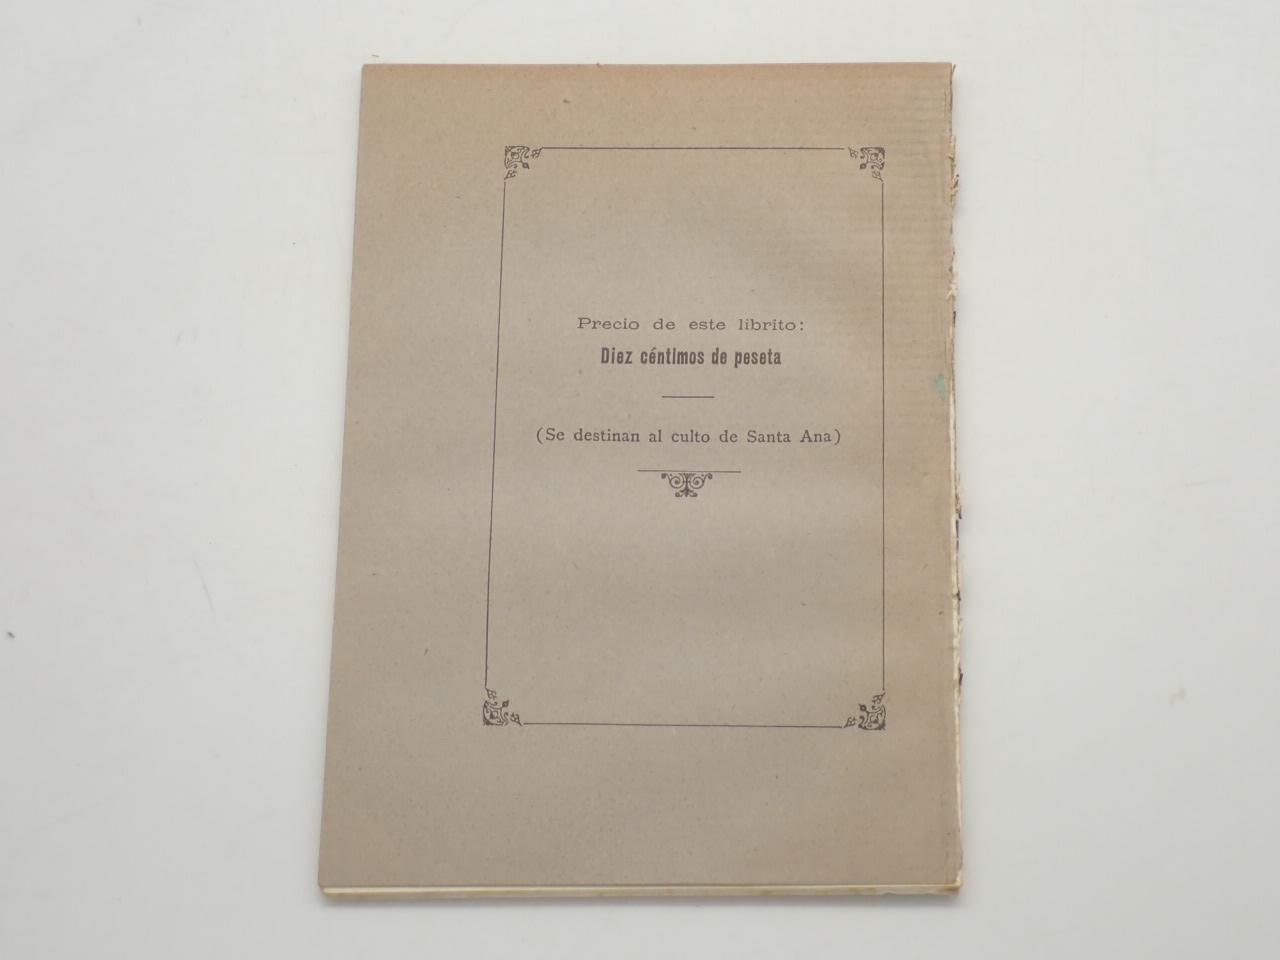 Precio de este librito:
Diez céntimos de peseta
(Se destinan al culto de Santa Ana)